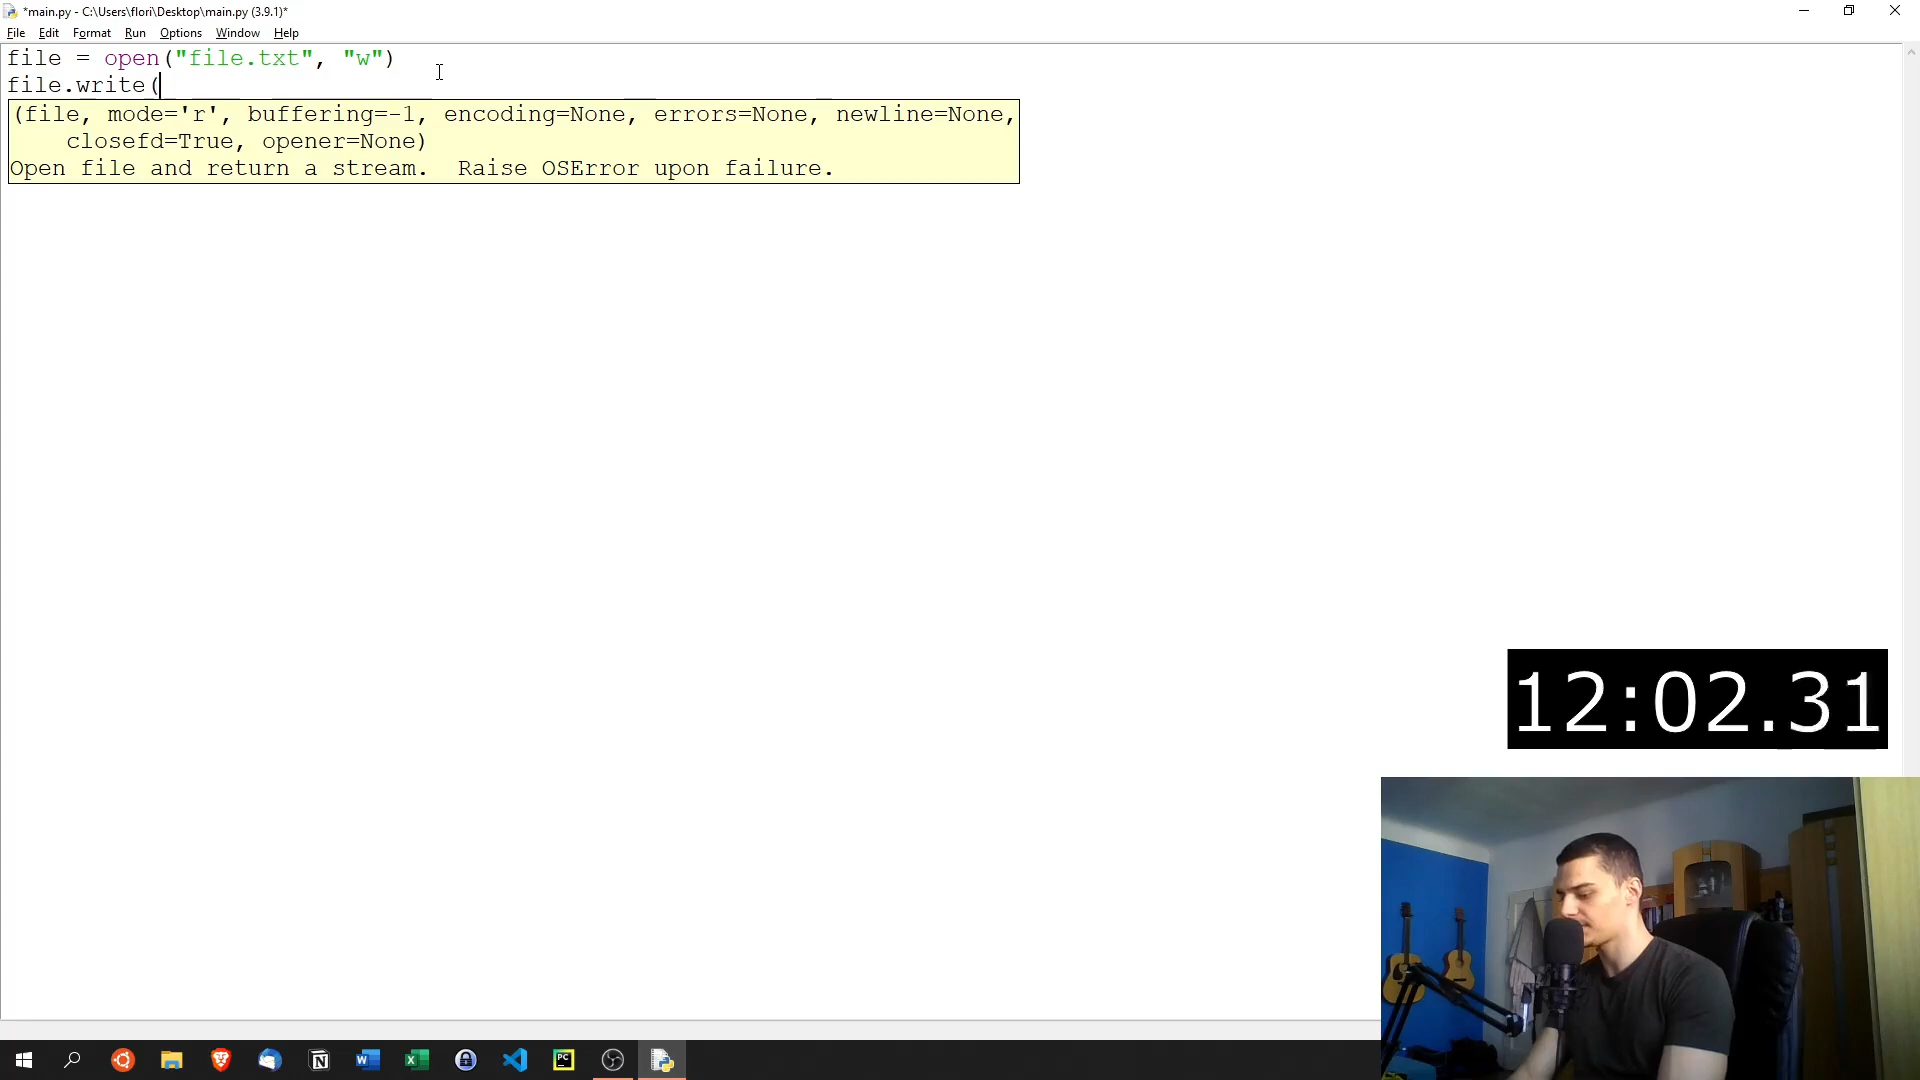 *main.py - C:\Users\flori\Desktop\main.py (3.9.1)*
File Edit Format Run Options Window Help
file = open("file.txt", "w")
file.write(
(file, mode='r', buffering=-1, encoding=None, errors=None, newline=None,
closefd=True, opener=None)
Open file and return a stream.  Raise OSError upon failure.
12:02.31